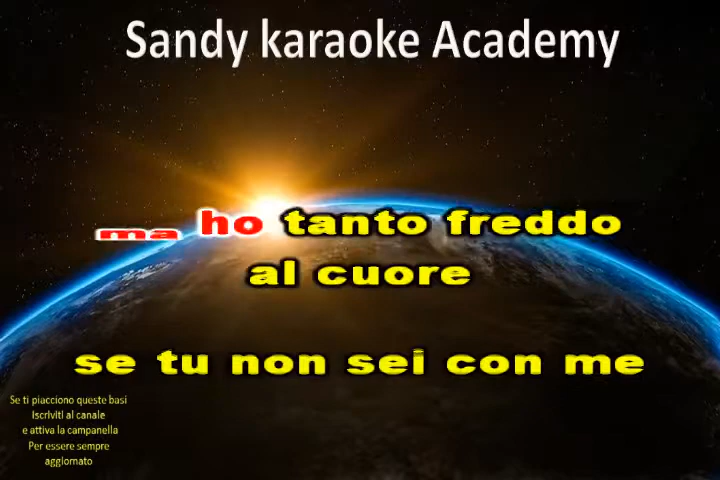 Sandy karaoke Academy
ma ho tanto freddo
al cuore
se tu non sei con me
Se ti piacciono queste basi
Iscriviti al canale
e attiva la campanella
Per essere sempre
aggiornato